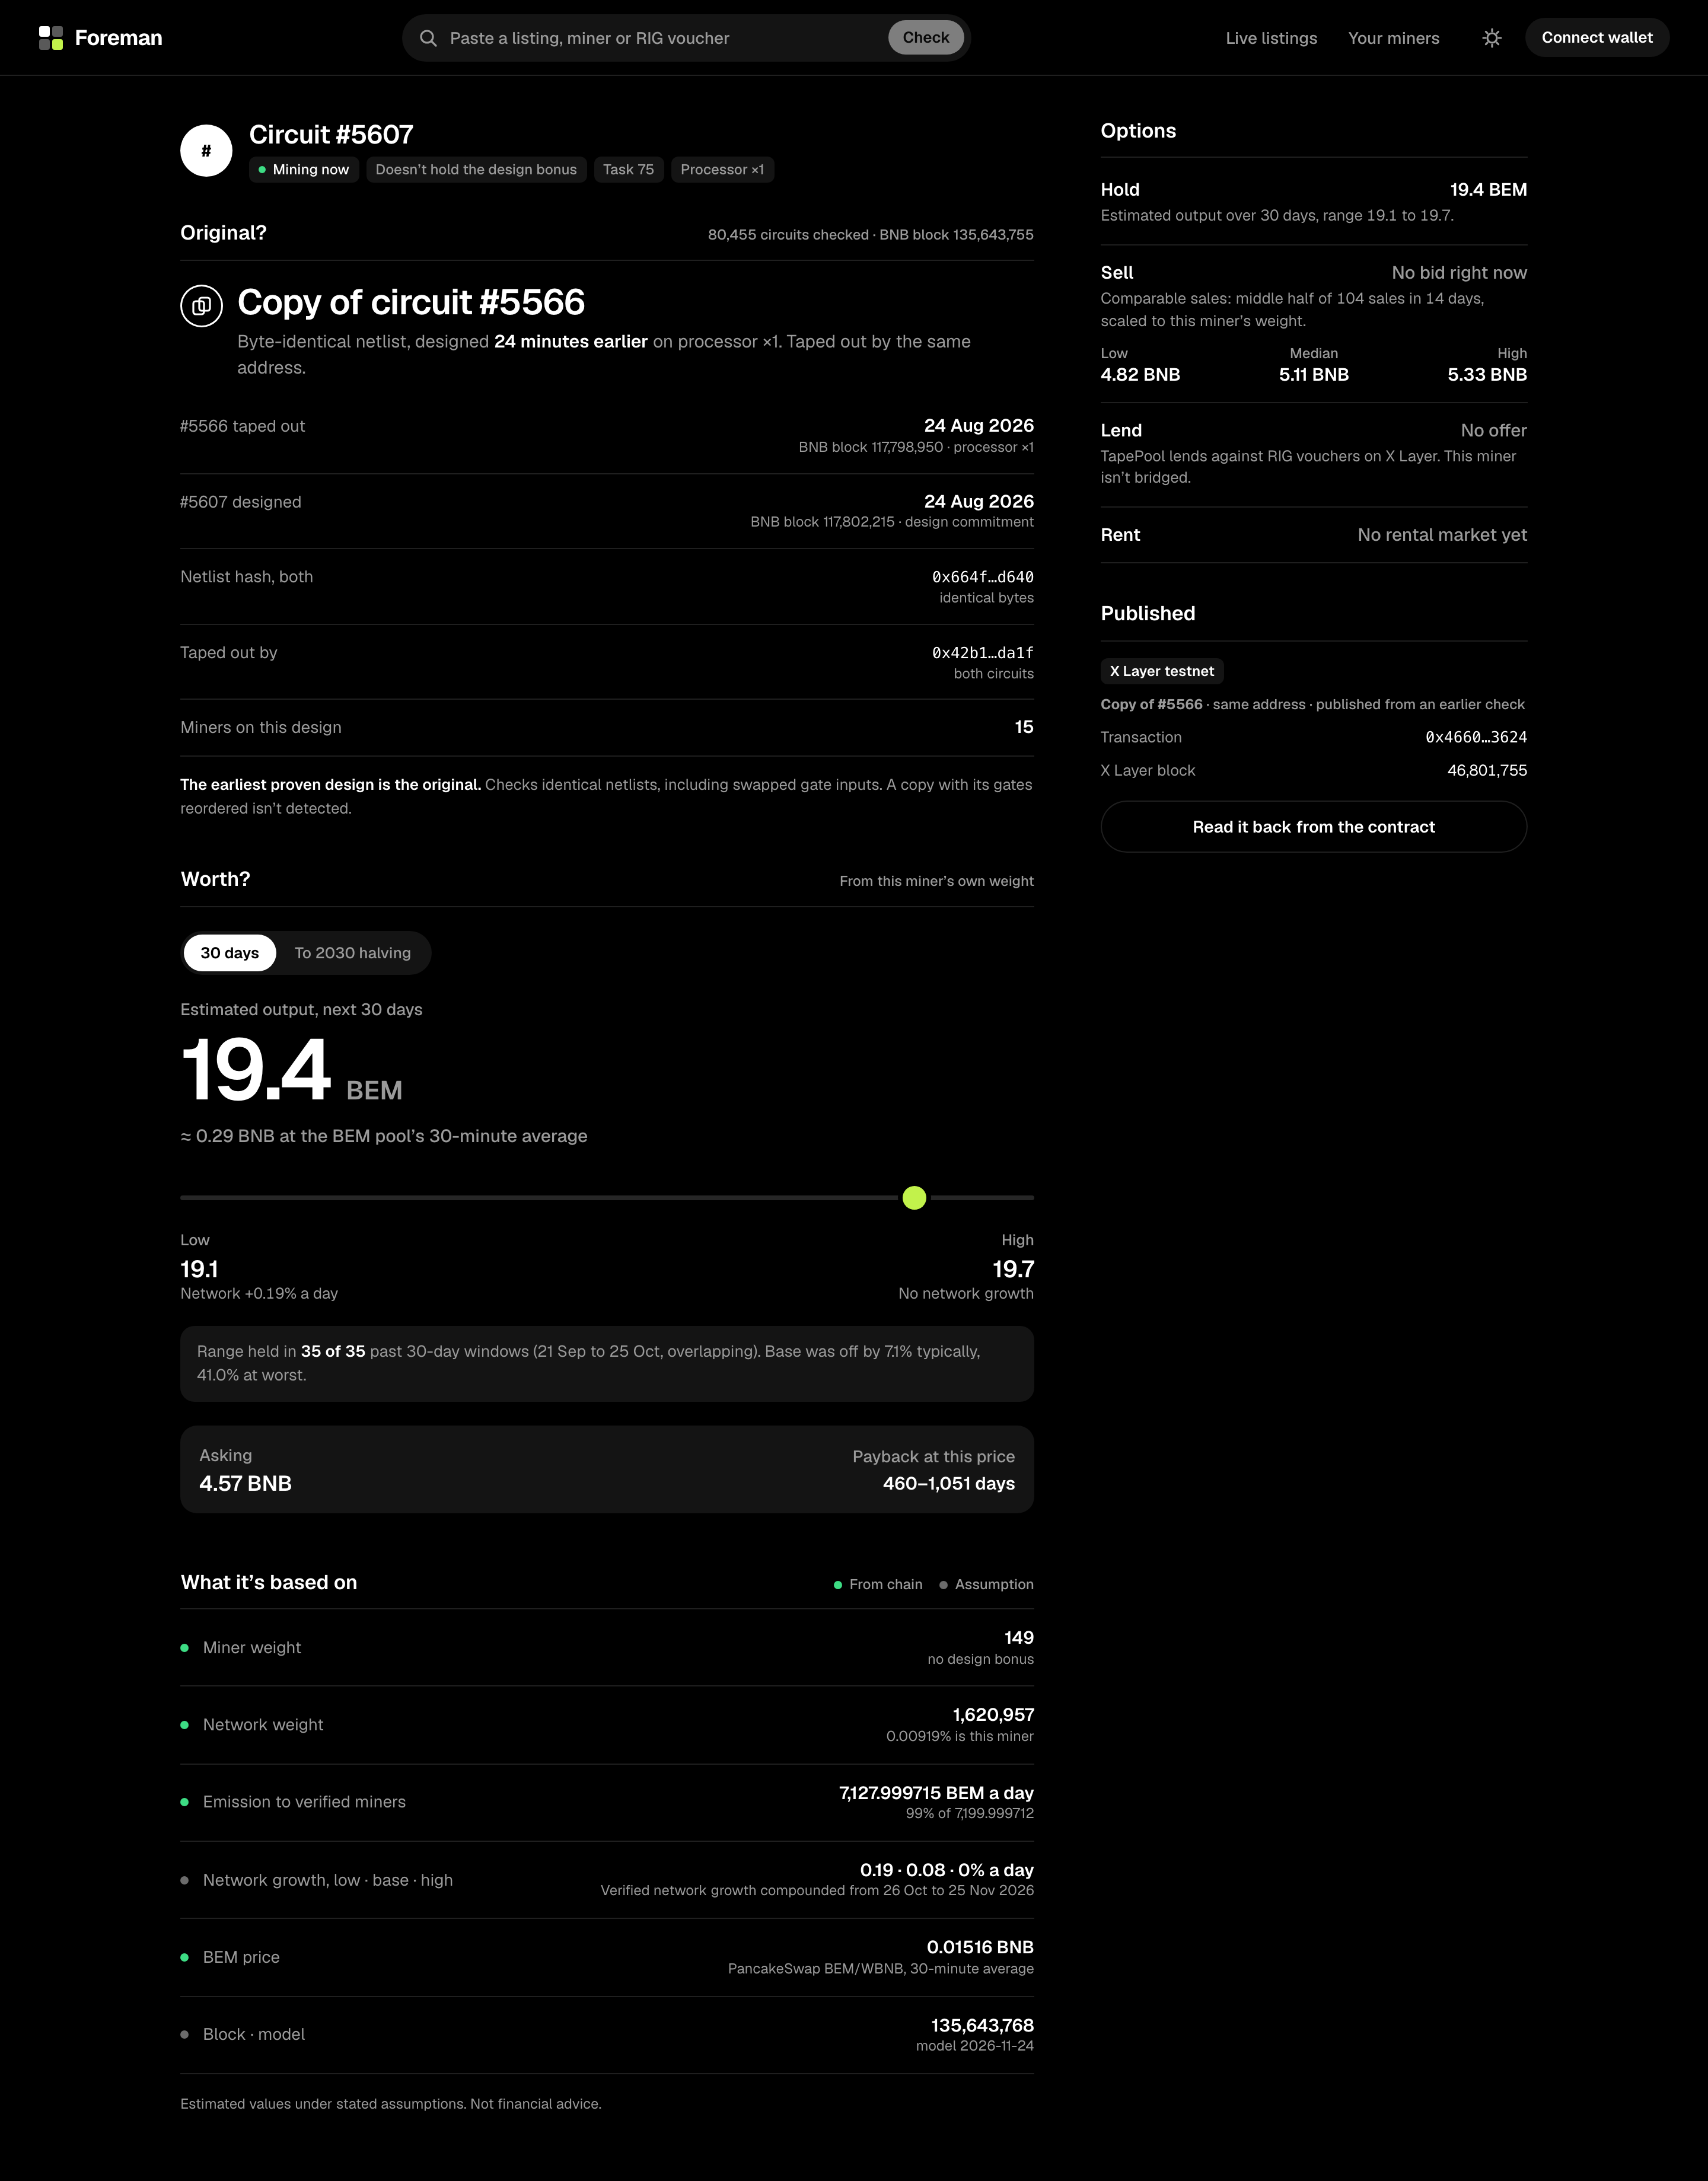 Foreman
Paste a listing, miner or RIG voucher
Check
Live listings
Your miners
Connect wallet
#
Circuit #5607
Mining now
Doesn't hold the design bonus
Task 75
Processor ×1
Original?
80,455 circuits checked · BNB block 135,643,755
Copy of circuit #5566
Byte-identical netlist, designed 24 minutes earlier on processor ×1. Taped out by the same
address.
#5566 taped out
24 Aug 2026
BNB block 117,798,950 · processor ×1
#5607 designed
24 Aug 2026
BNB block 117,802,215 · design commitment
Netlist hash, both
0x664f…d640
identical bytes
Taped out by
0x42b1…da1f
both circuits
Miners on this design
15
The earliest proven design is the original. Checks identical netlists, including swapped gate inputs. A copy with its gates
reordered isn't detected.
Worth?
From this miner's own weight
30 days
To 2030 halving
Estimated output, next 30 days
19.4 BEM
≈ 0.29 BNB at the BEM pool's 30-minute average
Low
High
19.1
19.7
Network +0.19% a day
No network growth
Range held in 35 of 35 past 30-day windows (21 Sep to 25 Oct, overlapping). Base was off by 7.1% typically,
41.0% at worst.
Asking
Payback at this price
4.57 BNB
460–1,051 days
What it's based on
From chain
Assumption
Miner weight
149
no design bonus
Network weight
1,620,957
0.00919% is this miner
Emission to verified miners
7,127.999715 BEM a day
99% of 7,199.999712
Network growth, low · base · high
0.19 · 0.08 · 0% a day
Verified network growth compounded from 26 Oct to 25 Nov 2026
BEM price
0.01516 BNB
PancakeSwap BEM/WBNB, 30-minute average
Block · model
135,643,768
model 2026-11-24
Estimated values under stated assumptions. Not financial advice.
Options
Hold
19.4 BEM
Estimated output over 30 days, range 19.1 to 19.7.
Sell
No bid right now
Comparable sales: middle half of 104 sales in 14 days,
scaled to this miner's weight.
Low
Median
High
4.82 BNB
5.11 BNB
5.33 BNB
Lend
No offer
TapePool lends against RIG vouchers on X Layer. This miner
isn't bridged.
Rent
No rental market yet
Published
X Layer testnet
Copy of #5566 · same address · published from an earlier check
Transaction
0x4660…3624
X Layer block
46,801,755
Read it back from the contract